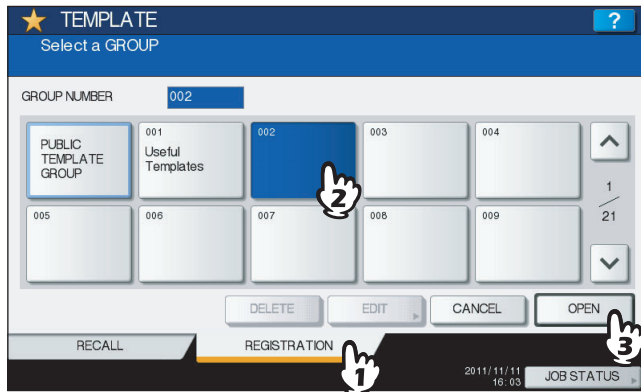 TEMPLATE
?
Select a GROUP
GROUP NUMBER
002
PUBLIC
TEMPLATE
GROUP
001
Useful
Templates
002
003
004
1
21
005
006
007
008
009
2
DELETE
EDIT
CANCEL
OPEN
3
RECALL
REGISTRATION
1
2011/11/11
16:03
JOB STATUS